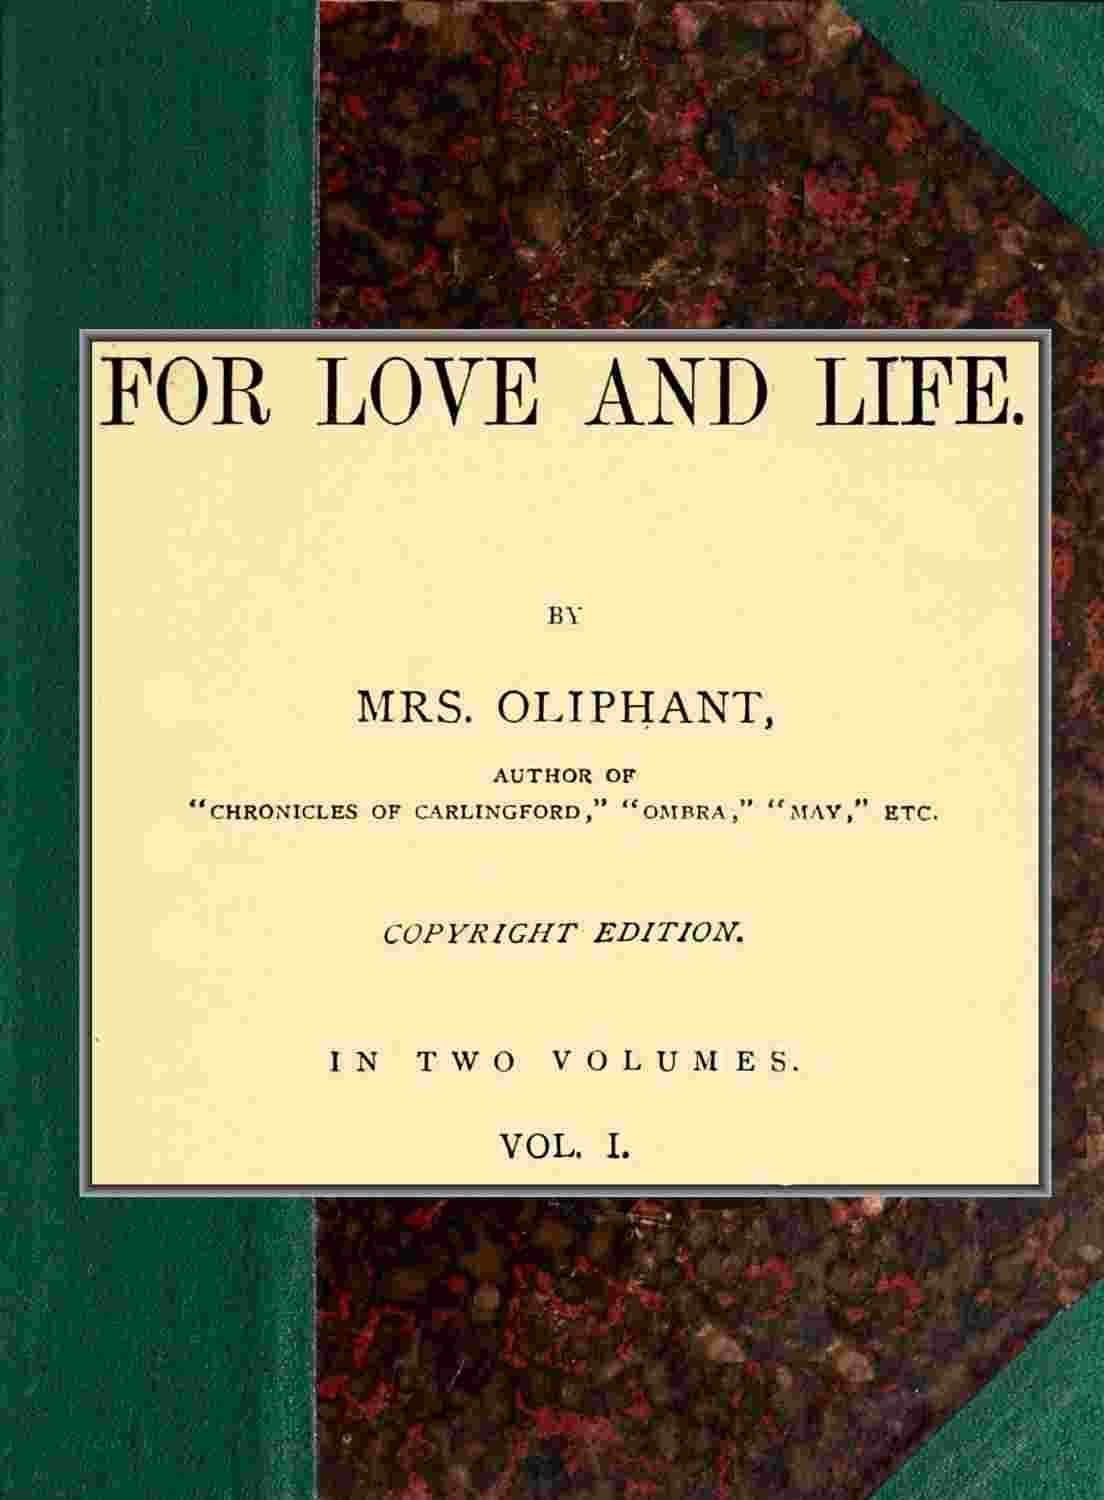 FOR LOVE AND LIFE.
BY
MRS. OLIPHANT,
AUTHOR OF
“CHRONICLES OF CARLINGFORD,” “OMBRA,” “MAY,” ETC.
COPYRIGHT EDITION.
IN TWO VOLUMES.
VOL. I.